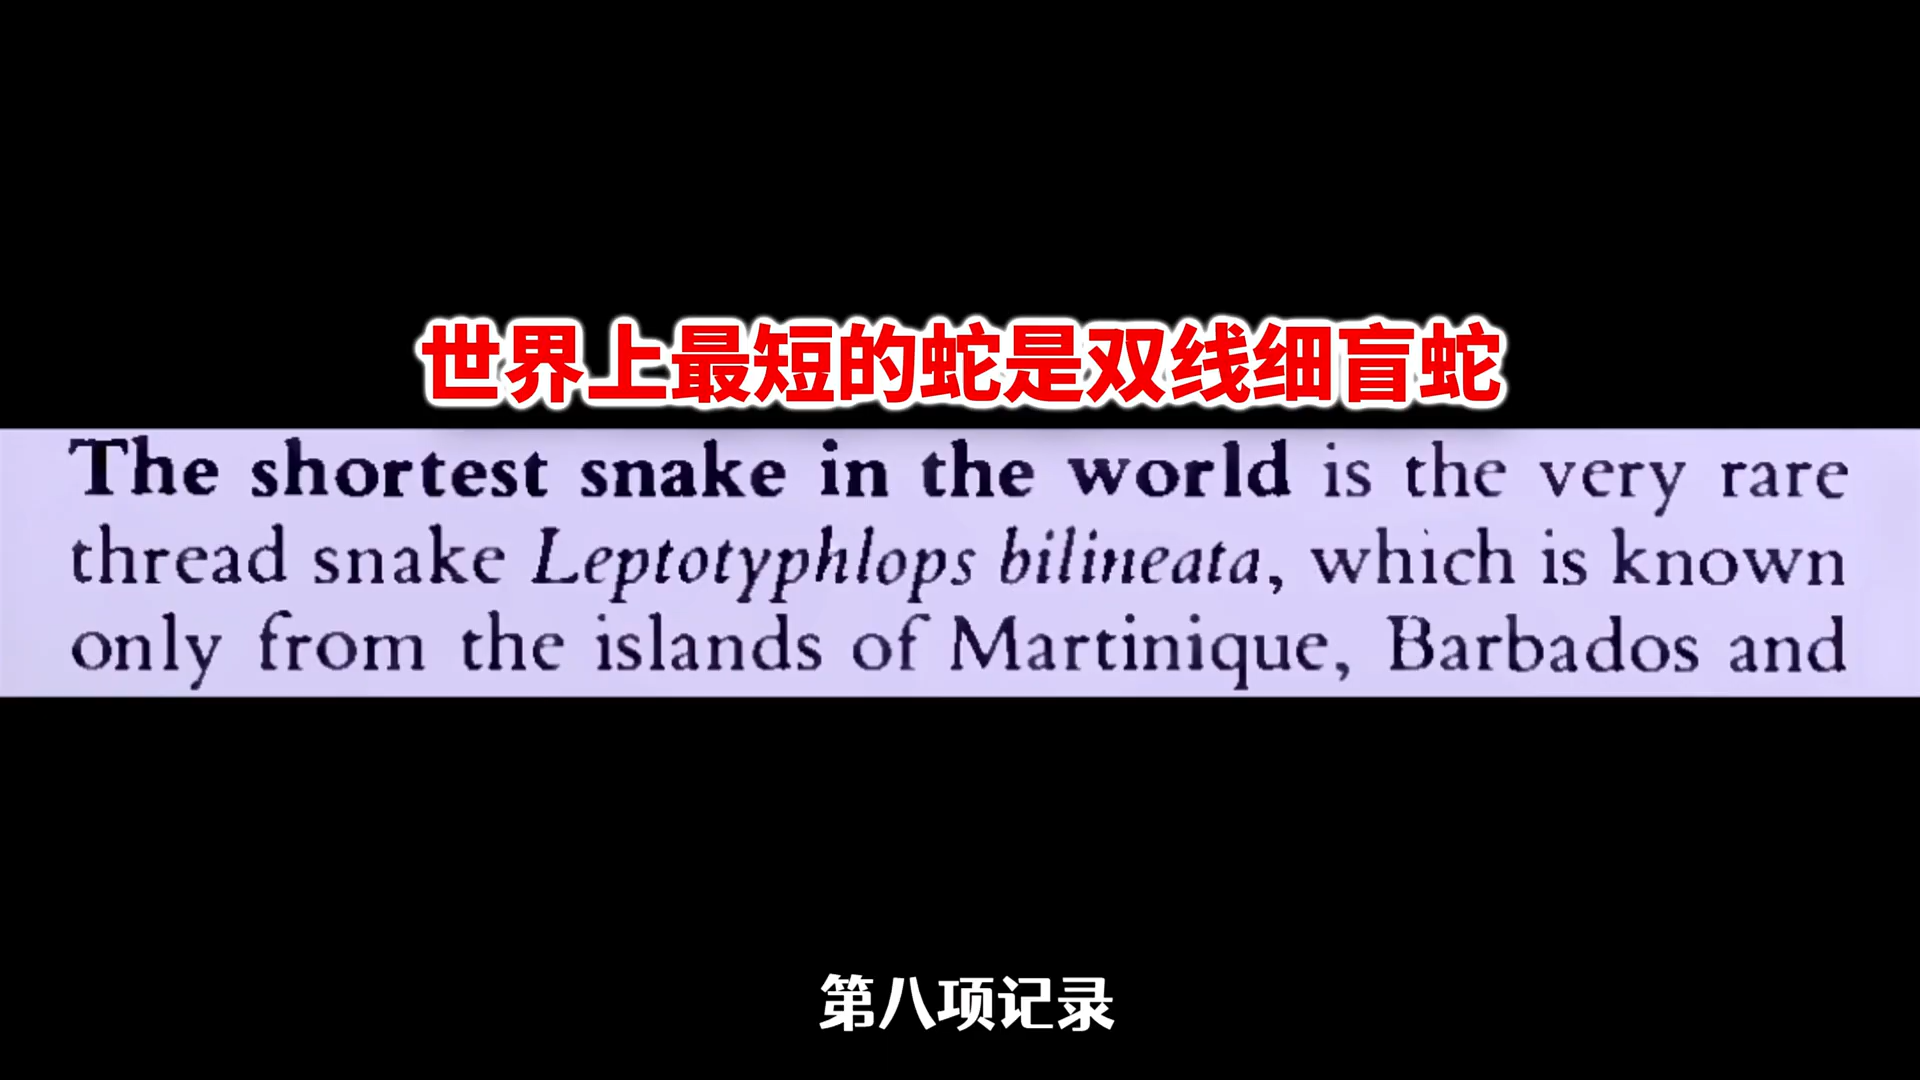 世界上最短的蛇是双线细盲蛇
The shortest snake in the world is the very rare
thread snake Leptotyphlops bilineata, which is known
only from the islands of Martinique, Barbados and
第八项记录